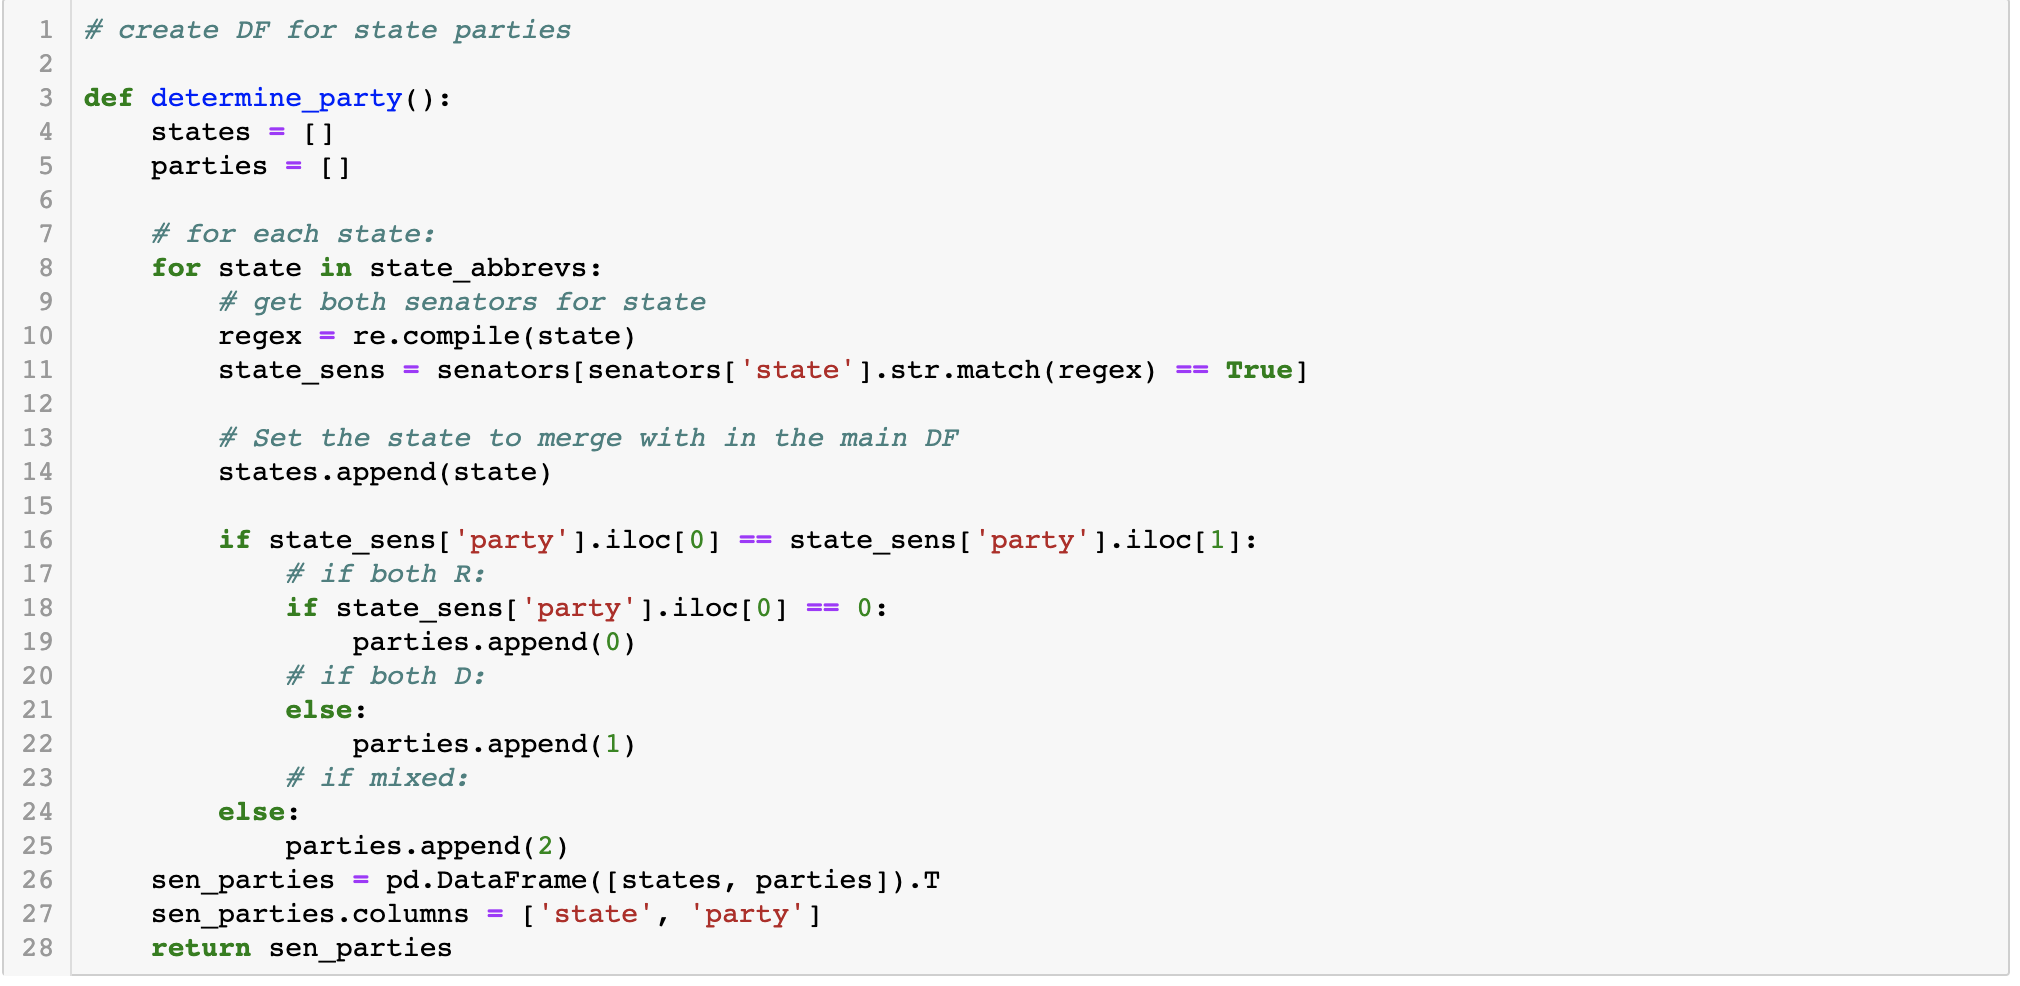 1 # create DF for state parties
2
3 def determine_party():
4     states = []
5     parties = []
6
7     # for each state:
8     for state in state_abbrevs:
9         # get both senators for state
10         regex = re.compile(state)
11         state_sens = senators[senators['state'].str.match(regex) == True]
12
13         # Set the state to merge with in the main DF
14         states.append(state)
15
16         if state_sens['party'].iloc[0] == state_sens['party'].iloc[1]:
17             # if both R:
18             if state_sens['party'].iloc[0] == 0:
19                 parties.append(0)
20             # if both D:
21             else:
22                 parties.append(1)
23             # if mixed:
24         else:
25             parties.append(2)
26     sen_parties = pd.DataFrame([states, parties]).T
27     sen_parties.columns = ['state', 'party']
28     return sen_parties